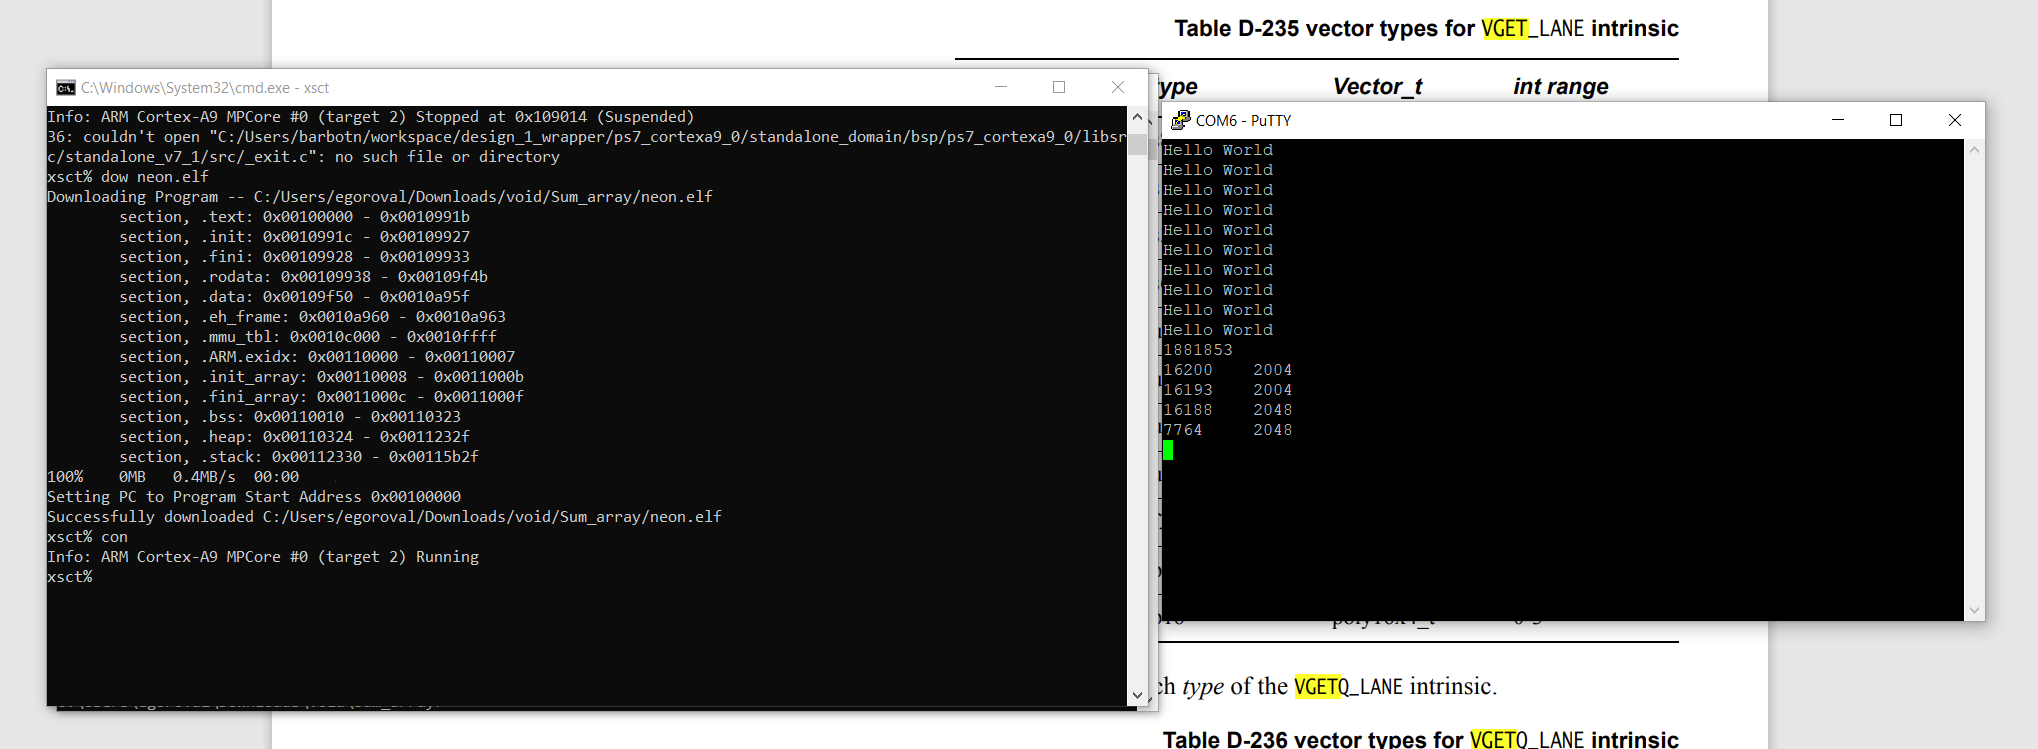 Table D-235 vector types for VGET_LANE intrinsic
ype Vector_t int range
C:\Windows\System32\cmd.exe - xsct
Info: ARM Cortex-A9 MPCore #0 (target 2) Stopped at 0x109014 (Suspended)
36: couldn't open "C:/Users/barbotn/workspace/design_1_wrapper/ps7_cortexa9_0/standalone_domain/bsp/ps7_cortexa9_0/libsr
c/standalone_v7_1/src/_exit.c": no such file or directory
xsct% dow neon.elf
Downloading Program -- C:/Users/egoroval/Downloads/void/Sum_array/neon.elf
section, .text: 0x00100000 - 0x0010991b
section, .init: 0x0010991c - 0x00109927
section, .fini: 0x00109928 - 0x00109933
section, .rodata: 0x00109938 - 0x00109f4b
section, .data: 0x00109f50 - 0x0010a95f
section, .eh_frame: 0x0010a960 - 0x0010a963
section, .mmu_tbl: 0x0010c000 - 0x0010ffff
section, .ARM.exidx: 0x00110000 - 0x00110007
section, .init_array: 0x00110008 - 0x0011000b
section, .fini_array: 0x0011000c - 0x0011000f
section, .bss: 0x00110010 - 0x00110323
section, .heap: 0x00110324 - 0x0011232f
section, .stack: 0x00112330 - 0x00115b2f
100% 0MB 0.4MB/s 00:00
Setting PC to Program Start Address 0x00100000
Successfully downloaded C:/Users/egoroval/Downloads/void/Sum_array/neon.elf
xsct% con
Info: ARM Cortex-A9 MPCore #0 (target 2) Running
xsct%
COM6 - PuTTY
Hello World
Hello World
Hello World
Hello World
Hello World
Hello World
Hello World
Hello World
Hello World
Hello World
1881853
16200 2004
16193 2004
16188 2048
7764 2048
ch type of the VGETQ_LANE intrinsic.
Table D-236 vector types for VGETQ_LANE intrinsic